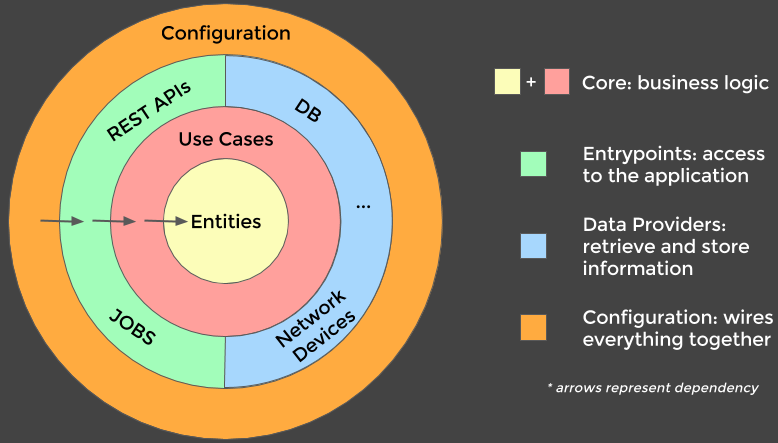 Configuration
REST APIs
DB
Use Cases
...
Entities
JOBS
Network
Devices
+ Core: business logic
Entrypoints: access
to the application
Data Providers:
retrieve and store
information
Configuration: wires
everything together
* arrows represent dependency